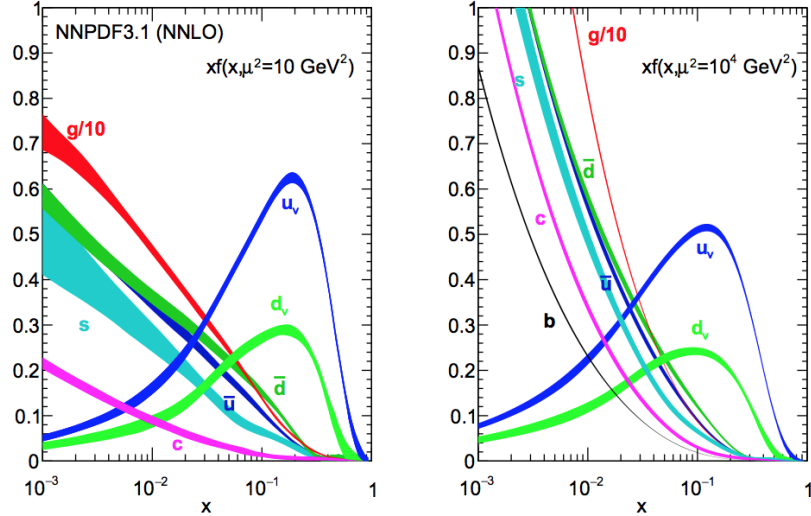 NNPDF3.1 (NNLO)
xf(x,μ²=10 GeV²)
g/10
u_v
s
d_v
d̅
u̅
c
1
0.9
0.8
0.7
0.6
0.5
0.4
0.3
0.2
0.1
0
10⁻³ 10⁻² 10⁻¹ 1
x
g/10
xf(x,μ²=10⁴ GeV²)
s
d̅
c
u_v
u̅
b
d_v
1
0.9
0.8
0.7
0.6
0.5
0.4
0.3
0.2
0.1
0
10⁻³ 10⁻² 10⁻¹ 1
x